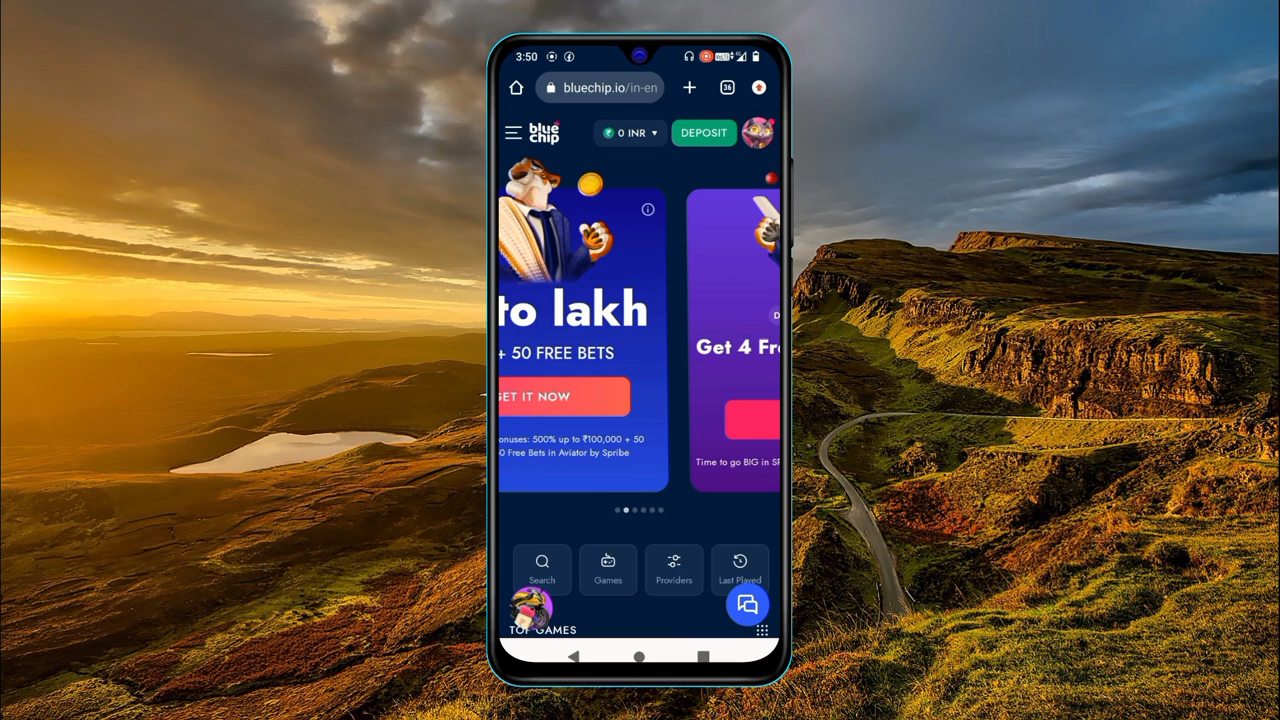 3:50
36
bluechip.io/in-en
blue
chip
0 INR
DEPOSIT
to lakh
+ 50 FREE BETS
GET IT NOW
onuses: 500% up to ₹100,000 + 50
0 Free Bets in Aviator by Spribe
Get 4 Fr
Time to go BIG in SP
Search
Games
Providers
Last Played
TOP GAMES